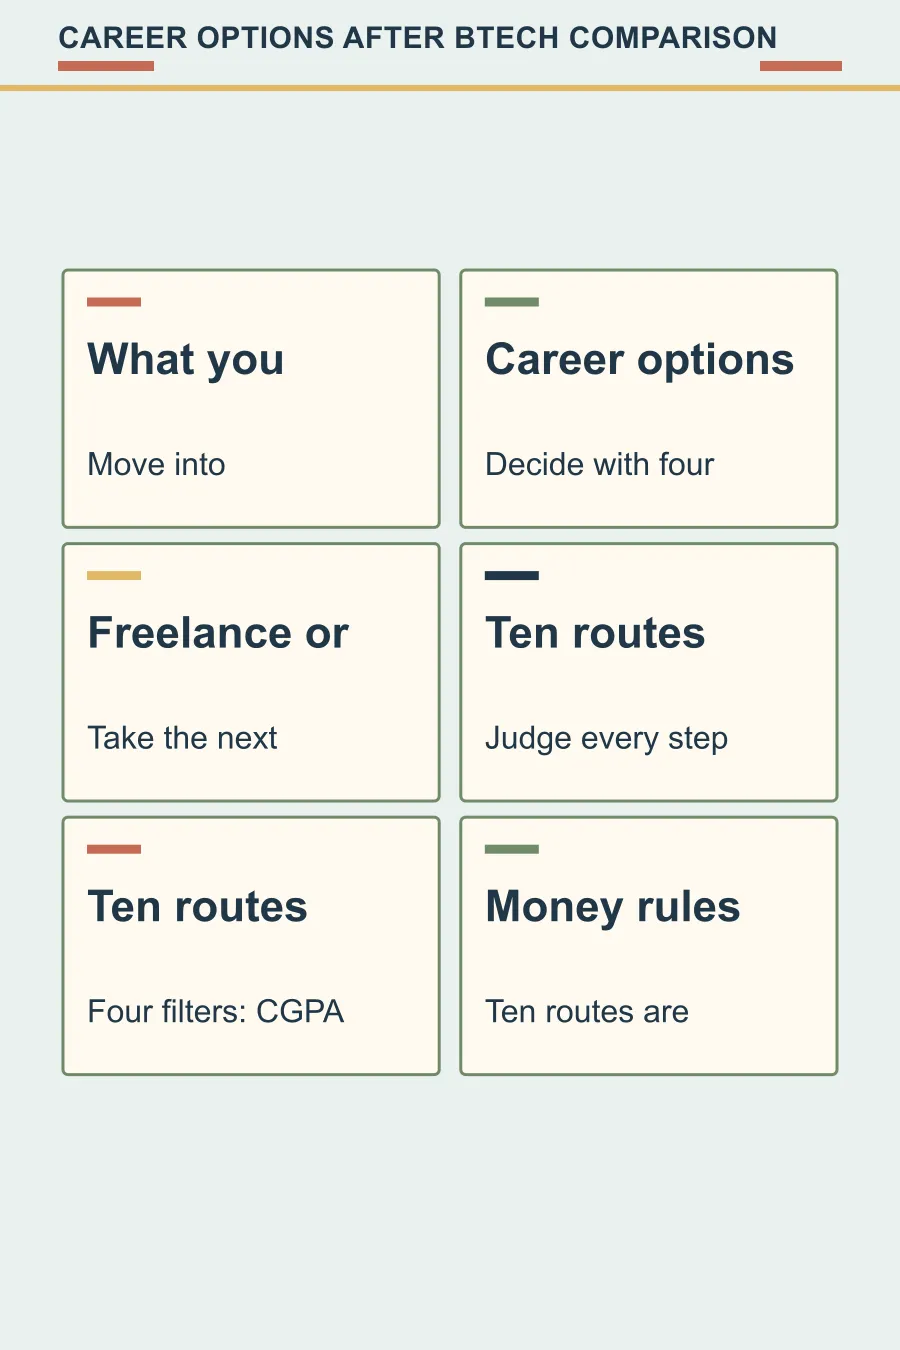 CAREER OPTIONS AFTER BTECH COMPARISON
What you
Move into
Career options
Decide with four
Freelance or
Take the next
Ten routes
Judge every step
Ten routes
Four filters: CGPA
Money rules
Ten routes are